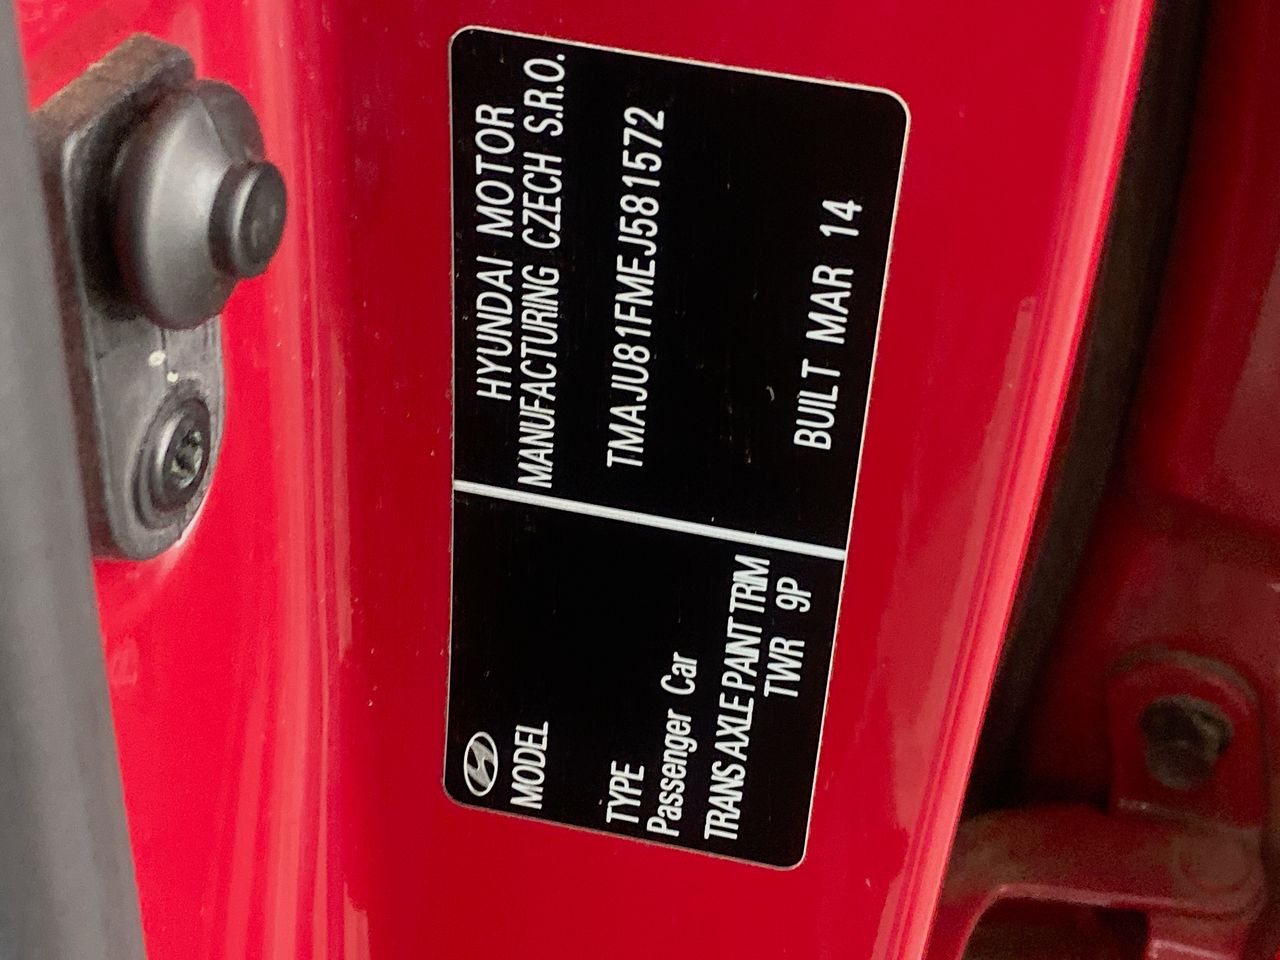 HYUNDAI MOTOR
MANUFACTURING CZECH S.R.O.
TMAJU81FMEJ581572
BUILT MAR 14
MODEL
TYPE
Passenger Car
TRANS AXLE PAINT TRIM
TWR 9P